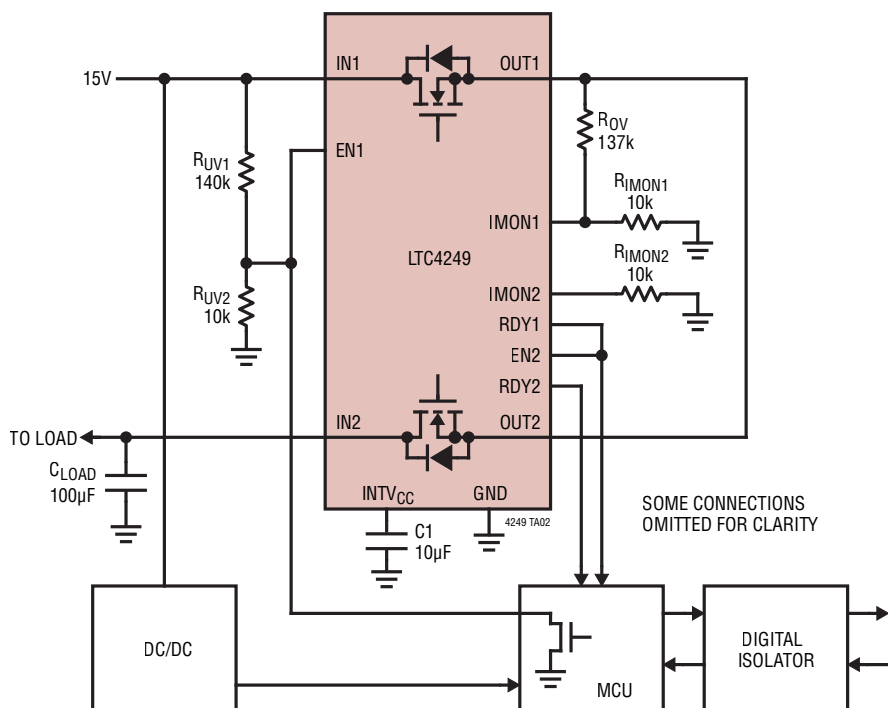 IN1
OUT1
15V
ROV
137k
EN1
RUV1
140k
RIMON1
10k
IMON1
LTC4249
RIMON2
10k
RUV2
10k
IMON2
RDY1
EN2
RDY2
TO LOAD
IN2
OUT2
CLOAD
100µF
INTVCC
GND
4249 TA02
SOME CONNECTIONS
OMITTED FOR CLARITY
C1
10µF
DC/DC
MCU
DIGITAL
ISOLATOR